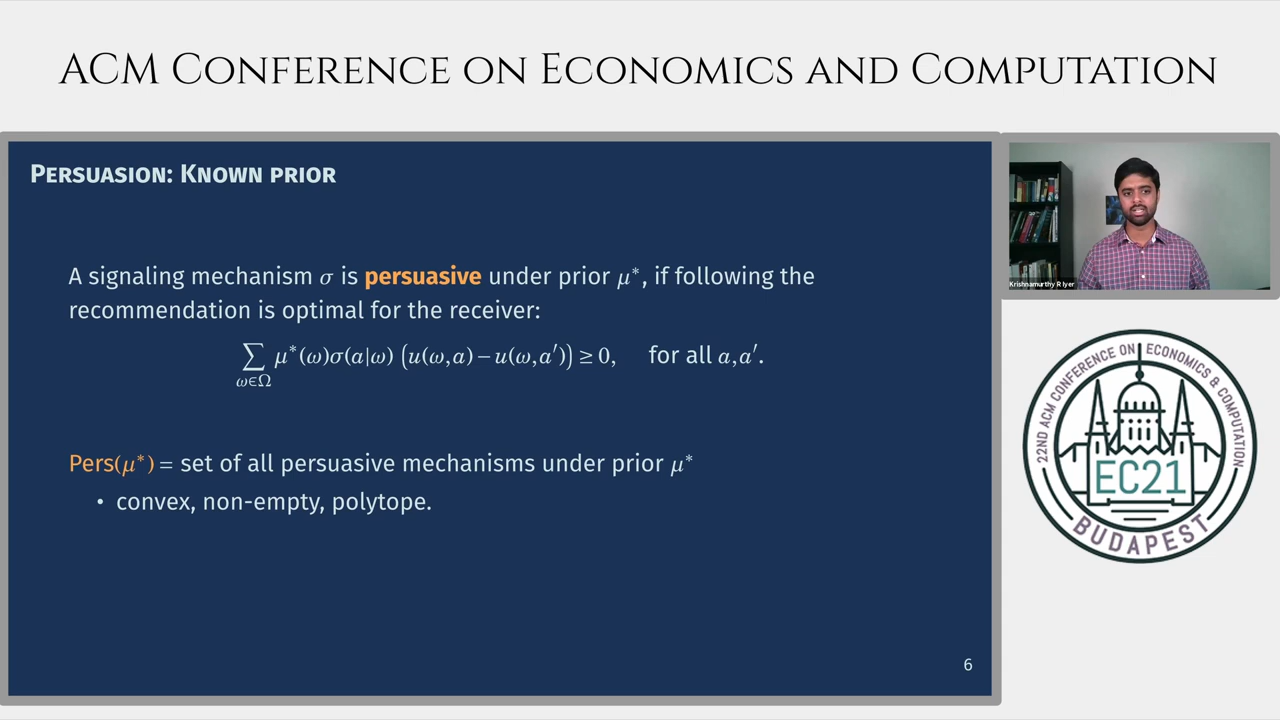 ACM Conference on Economics and Computation
Persuasion: Known prior
A signaling mechanism σ is persuasive under prior μ*, if following the
recommendation is optimal for the receiver:
∑_{ω∈Ω} μ*(ω)σ(a|ω) (u(ω,a) − u(ω,a′)) ≥ 0, for all a,a′.
Pers(μ*) = set of all persuasive mechanisms under prior μ*
• convex, non-empty, polytope.
6
Krishnamurthy R Iyer
22ND ACM CONFERENCE ON ECONOMICS & COMPUTATION
EC21
BUDAPEST